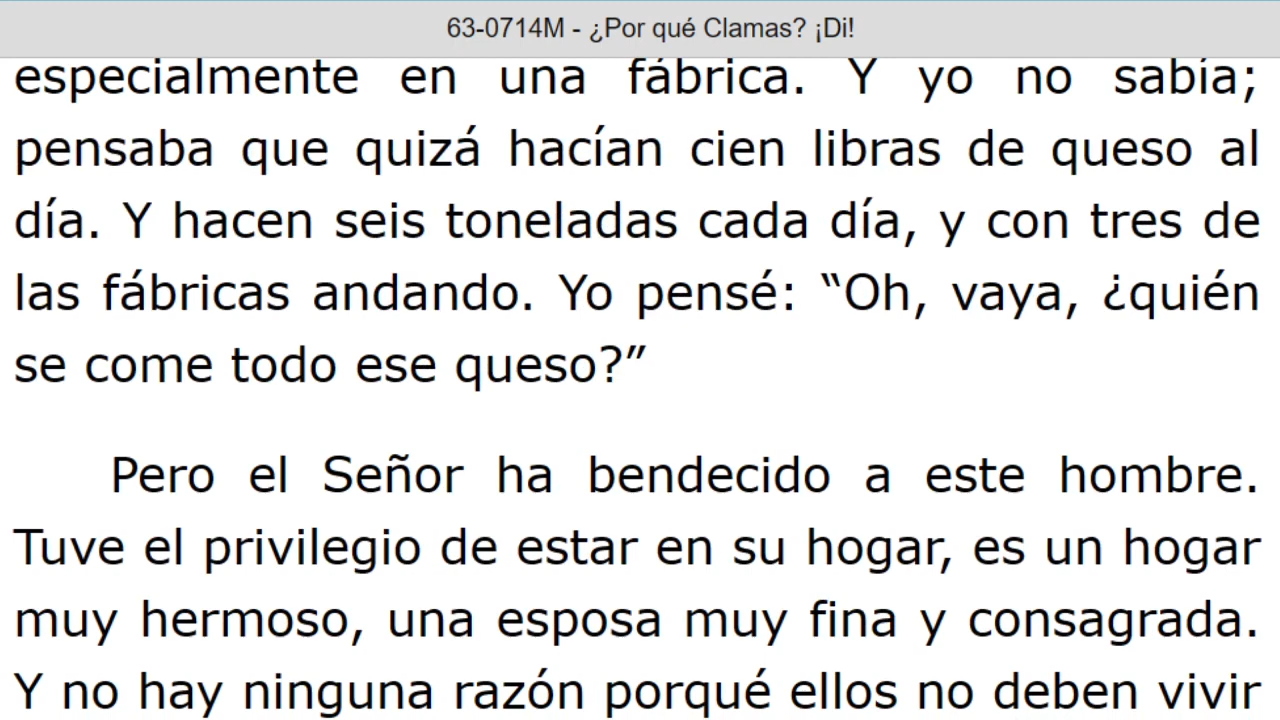 63-0714M - ¿Por qué Clamas? ¡Di!
especialmente en una fábrica. Y yo no sabía;
pensaba que quizá hacían cien libras de queso al
día. Y hacen seis toneladas cada día, y con tres de
las fábricas andando. Yo pensé: “Oh, vaya, ¿quién
se come todo ese queso?”
Pero el Señor ha bendecido a este hombre.
Tuve el privilegio de estar en su hogar, es un hogar
muy hermoso, una esposa muy fina y consagrada.
Y no hay ninguna razón porqué ellos no deben vivir